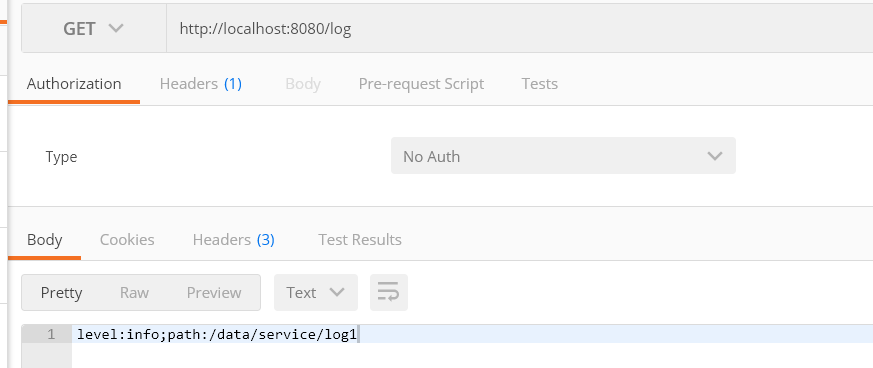 GET http://localhost:8080/log
Authorization Headers (1) Body Pre-request Script Tests
Type No Auth
Body Cookies Headers (3) Test Results
Pretty Raw Preview Text
1 level:info;path:/data/service/log1